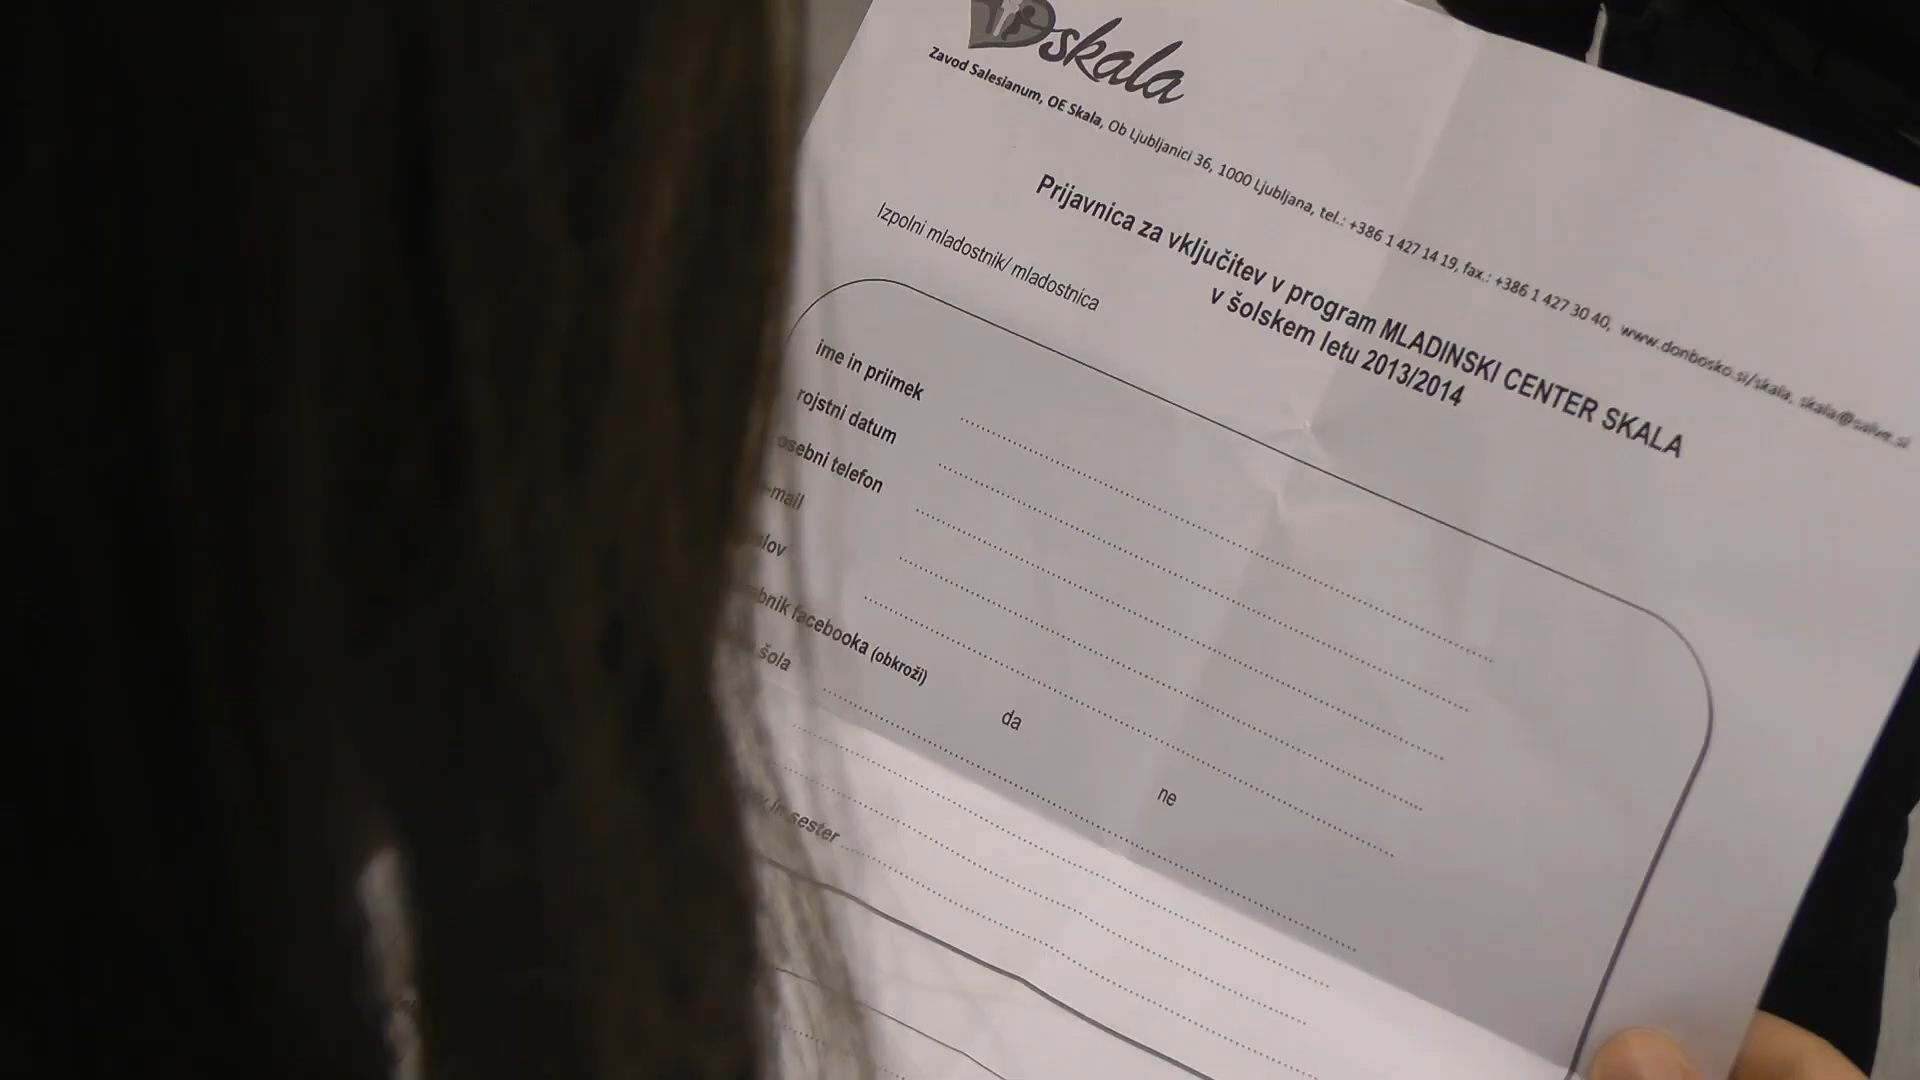 skala
Zavod Salesianum, OE Skala, Ob Ljubljanici 36, 1000 Ljubljana, tel.: +386 1 427 14 19, fax.: +386 1 427 30 40, www.donbosko.si/skala, skala@salve.si
Prijavnica za vključitev v program MLADINSKI CENTER SKALA
v šolskem letu 2013/2014
Izpolni mladostnik/ mladostnica
ime in priimek
rojstni datum
osebni telefon
-mail
slov
bnik facebooka (obkroži) da ne
šola
in sester